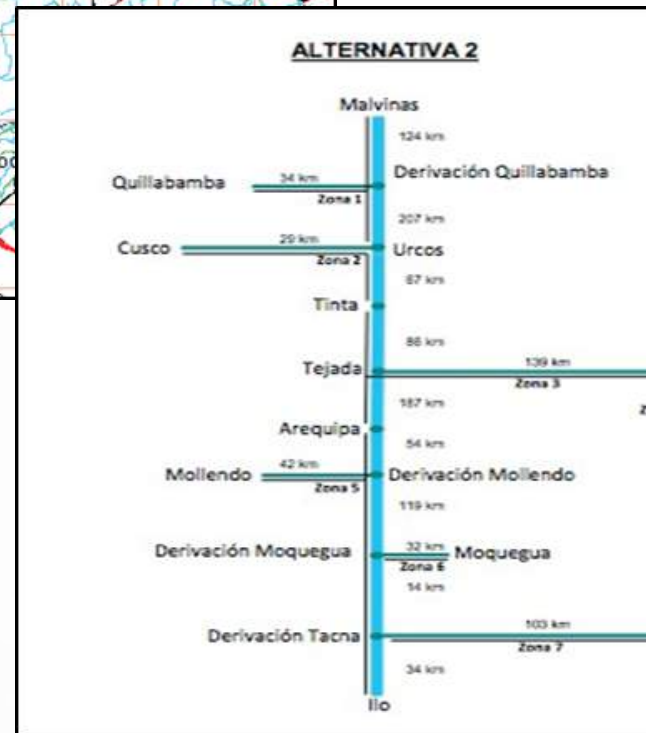 ALTERNATIVA 2
Malvinas
124 km
Quillabamba 34 km Derivación Quillabamba
Zona 1
207 km
Cusco 29 km Urcos
Zona 2
67 km
Tinta
86 km
Tejada 139 km
Zona 3
187 km
Arequipa
54 km
Mollendo 42 km Derivación Mollendo
Zona 5
119 km
Derivación Moquegua 32 km Moquegua
Zona 6
14 km
Derivación Tacna 103 km
Zona 7
34 km
Ilo